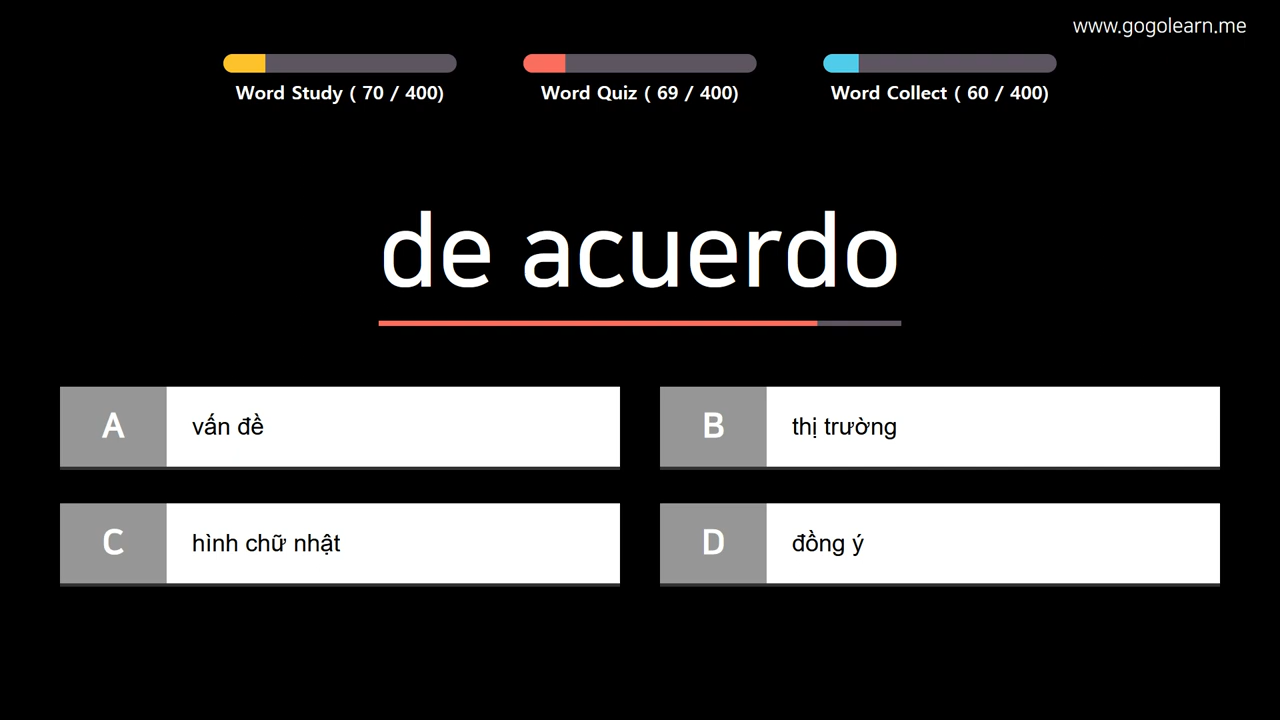 www.gogolearn.me
Word Study ( 70 / 400)
Word Quiz ( 69 / 400)
Word Collect ( 60 / 400)
de acuerdo
A
vấn đề
B
thị trường
C
hình chữ nhật
D
đồng ý